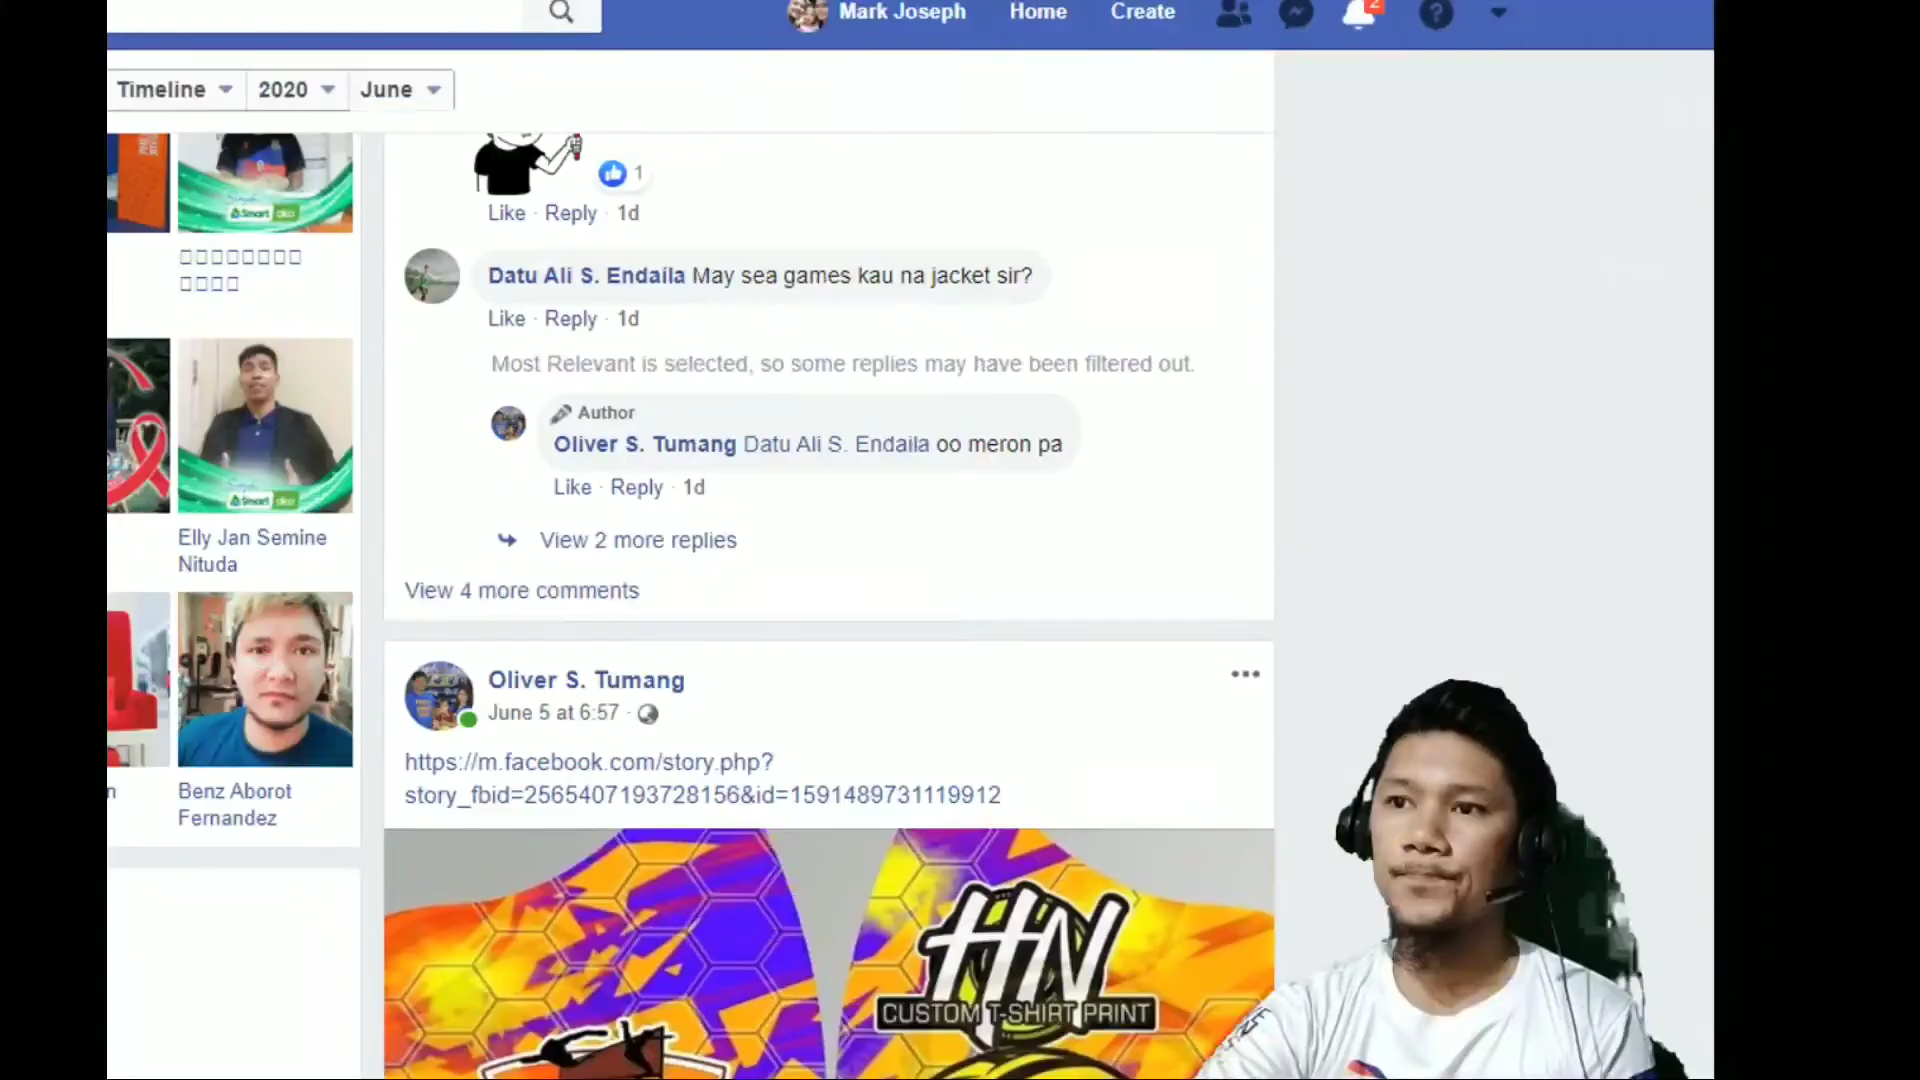 Mark Joseph Home Create 2
Timeline 2020 June
1
Like · Reply · 1d
Datu Ali S. Endaila May sea games kau na jacket sir?
Like · Reply · 1d
Most Relevant is selected, so some replies may have been filtered out.
Author
Oliver S. Tumang Datu Ali S. Endaila oo meron pa
Like · Reply · 1d
View 2 more replies
View 4 more comments
Smart
Smart
Elly Jan Semine
Nituda
n
Benz Aborot
Fernandez
Oliver S. Tumang
June 5 at 6:57 ·
https://m.facebook.com/story.php?
story_fbid=2565407193728156&id=1591489731119912
HN
CUSTOM T-SHIRT PRINT